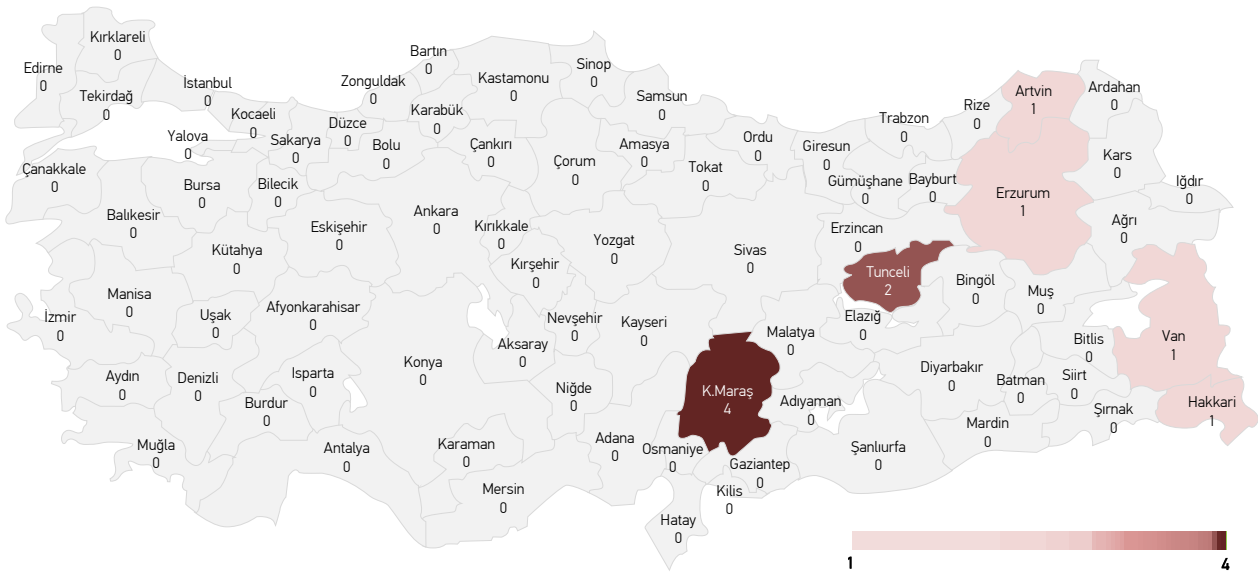 Kırklareli
0
Edirne
0
Tekirdağ
0
İstanbul
0
Kocaeli
0
Yalova
0
Sakarya
0
Düzce
0
Zonguldak
0
Bartın
0
Karabük
0
Bolu
0
Kastamonu
0
Sinop
0
Çankırı
0
Çorum
0
Samsun
0
Amasya
0
Tokat
0
Ordu
0
Giresun
0
Trabzon
0
Gümüşhane
0
Bayburt
0
Rize
0
Artvin
1
Ardahan
0
Kars
0
Iğdır
0
Erzurum
1
Ağrı
0
Çanakkale
0
Balıkesir
0
Bursa
0
Bilecik
0
Eskişehir
0
Kütahya
0
Ankara
0
Kırıkkale
0
Kırşehir
0
Yozgat
0
Sivas
0
Erzincan
0
Tunceli
2
Bingöl
0
Muş
0
Elazığ
0
Malatya
0
Van
1
Bitlis
0
Hakkari
1
Manisa
0
İzmir
0
Uşak
0
Afyonkarahisar
0
Konya
0
Aksaray
0
Nevşehir
0
Kayseri
0
Niğde
0
K.Maraş
4
Adıyaman
0
Diyarbakır
0
Batman
0
Siirt
0
Şırnak
0
Mardin
0
Şanlıurfa
0
Aydın
0
Denizli
0
Isparta
0
Burdur
0
Muğla
0
Antalya
0
Karaman
0
Mersin
0
Adana
0
Osmaniye
0
Gaziantep
0
Kilis
0
Hatay
0
1
4